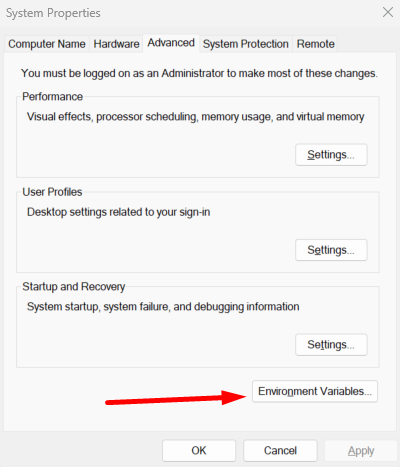 System Properties
Computer Name Hardware Advanced System Protection Remote
You must be logged on as an Administrator to make most of these changes.
Performance
Visual effects, processor scheduling, memory usage, and virtual memory
Settings...
User Profiles
Desktop settings related to your sign-in
Settings...
Startup and Recovery
System startup, system failure, and debugging information
Settings...
Environment Variables...
OK Cancel Apply